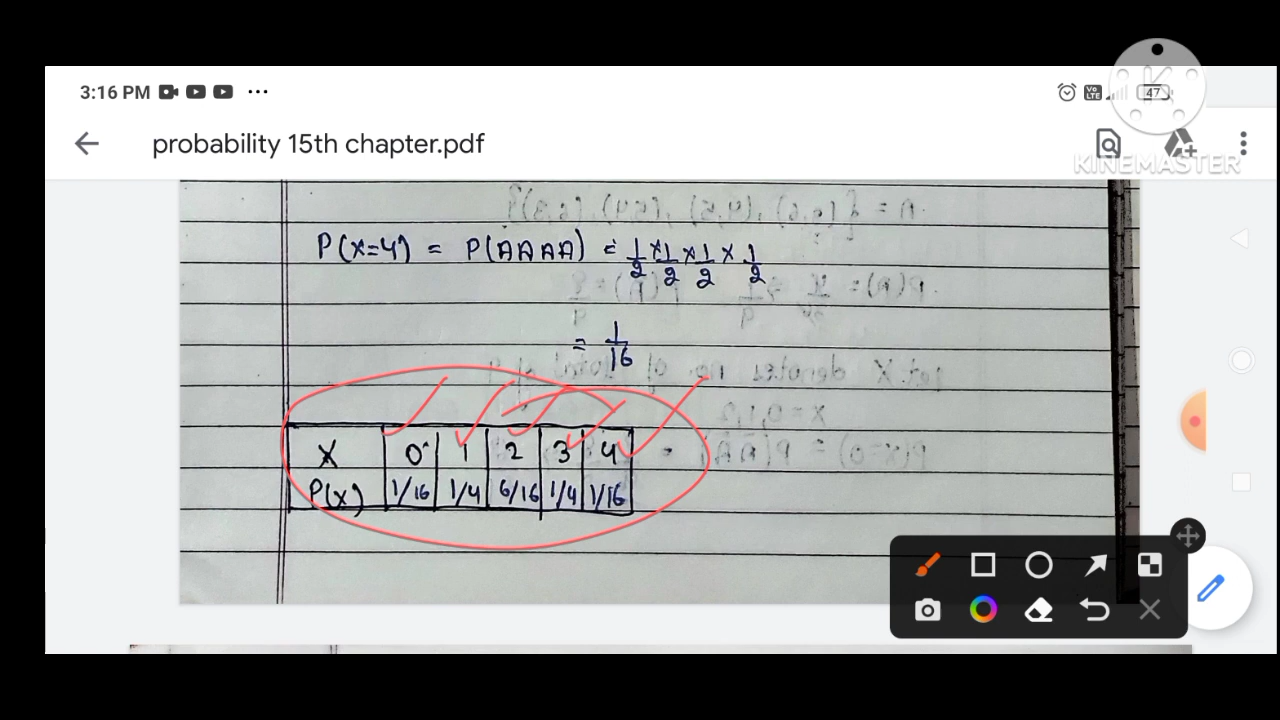 3:16 PM
47
probability 15th chapter.pdf
KINEMASTER
P(X=4) = P(AAAA) = 1/2 × 1/2 × 1/2 × 1/2
= 1/16
X 0 1 2 3 4
P(X) 1/16 1/4 6/16 1/4 1/16